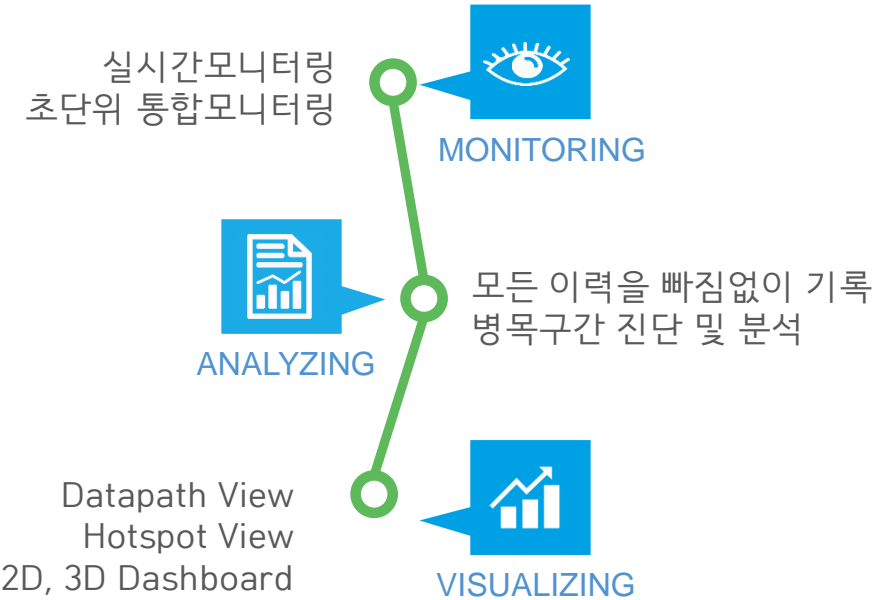 실시간모니터링
초단위 통합모니터링
MONITORING
모든 이력을 빠짐없이 기록
병목구간 진단 및 분석
ANALYZING
Datapath View
Hotspot View
2D, 3D Dashboard
VISUALIZING